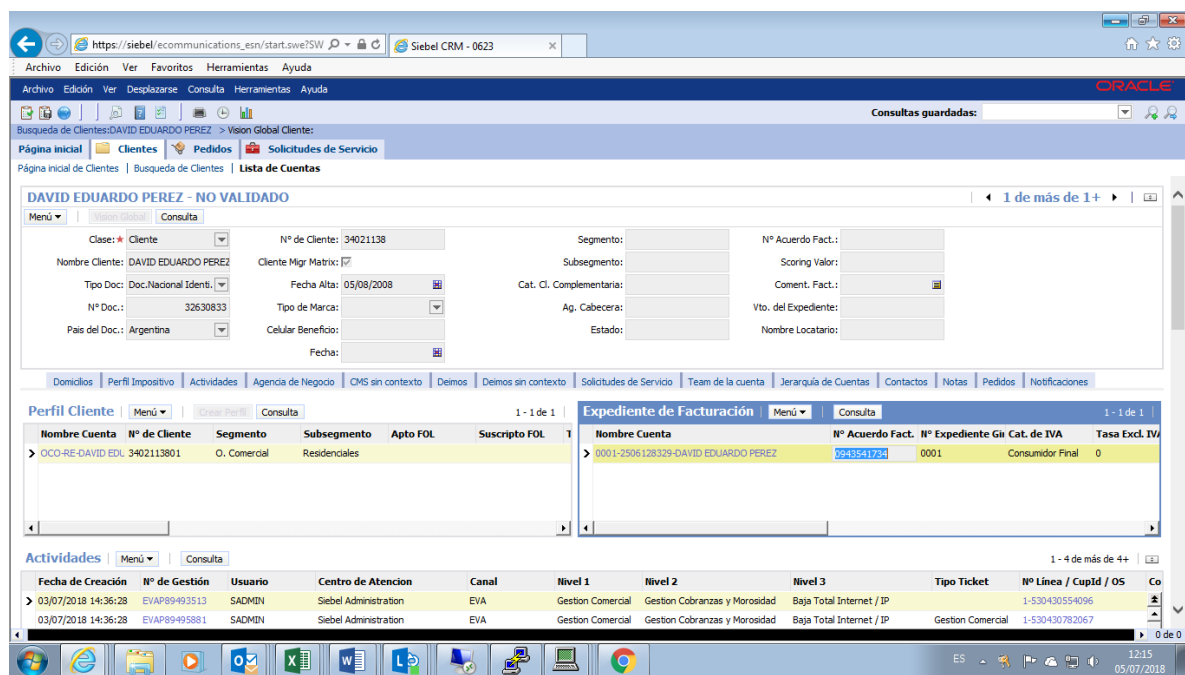 https://siebel/ecommunications_esn/start.swe?SW
Siebel CRM - 0623
Archivo Edición Ver Favoritos Herramientas Ayuda
Archivo Edición Ver Desplazarse Consulta Herramientas Ayuda
ORACLE
Consultas guardadas:
Busqueda de Clientes:DAVID EDUARDO PEREZ > Vision Global Cliente:
Página inicial Clientes Pedidos Solicitudes de Servicio
Página inicial de Clientes | Busqueda de Clientes | Lista de Cuentas
DAVID EDUARDO PEREZ - NO VALIDADO 1 de más de 1+
Menú Vision Global Consulta
Clase: Cliente Nº de Cliente: 34021138 Segmento: Nº Acuerdo Fact.:
Nombre Cliente: DAVID EDUARDO PEREZ Cliente Migr Matrix: Subsegmento: Scoring Valor:
Tipo Doc: Doc.Nacional Identi. Fecha Alta: 05/08/2008 Cat. Cl. Complementaria: Coment. Fact.:
Nº Doc.: 32630833 Tipo de Marca: Ag. Cabecera: Vto. del Expediente:
Pais del Doc.: Argentina Celular Beneficio: Estado: Nombre Locatario:
Fecha:
Domicilios Perfil Impositivo Actividades Agencia de Negocio CMS sin contexto Deimos Deimos sin contexto Solicitudes de Servicio Team de la cuenta Jerarquía de Cuentas Contactos Notas Pedidos Notificaciones
Perfil Cliente Menú Crear Perfil Consulta 1 - 1 de 1
Nombre Cuenta Nº de Cliente Segmento Subsegmento Apto FOL Suscripto FOL T
OCO-RE-DAVID EDU 3402113801 O. Comercial Residenciales
Expediente de Facturación Menú Consulta 1 - 1 de 1
Nombre Cuenta Nº Acuerdo Fact. Nº Expediente Gir Cat. de IVA Tasa Excl. IVA
0001-2506128329-DAVID EDUARDO PEREZ 0943541734 0001 Consumidor Final 0
Actividades Menú Consulta 1 - 4 de más de 4+
Fecha de Creación Nº de Gestión Usuario Centro de Atencion Canal Nivel 1 Nivel 2 Nivel 3 Tipo Ticket Nº Línea / CupId / OS Co
03/07/2018 14:36:28 EVAP89493513 SADMIN Siebel Administration EVA Gestion Comercial Gestion Cobranzas y Morosidad Baja Total Internet / IP 1-530430554096
03/07/2018 14:36:28 EVAP89495881 SADMIN Siebel Administration EVA Gestion Comercial Gestion Cobranzas y Morosidad Baja Total Internet / IP Gestion Comercial 1-530430782067
0 de 0
ES 12:15
05/07/2018